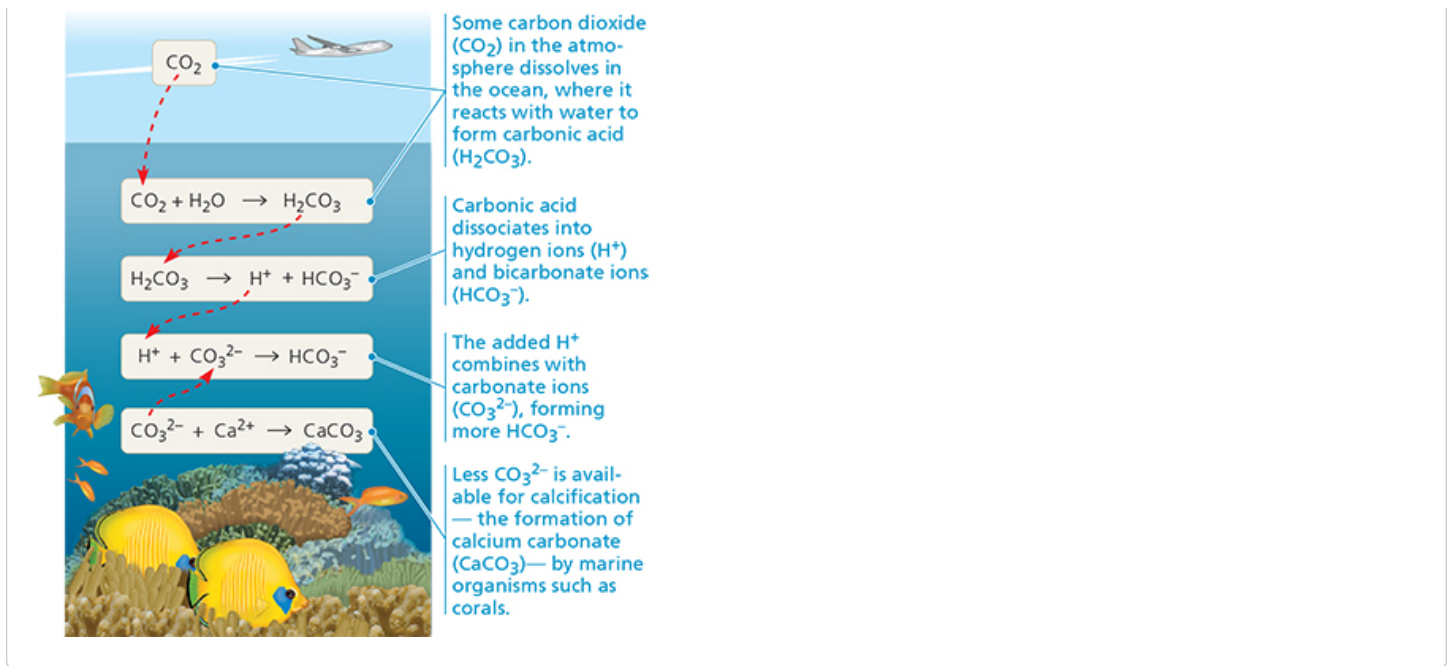 CO₂
CO₂ + H₂O → H₂CO₃
H₂CO₃ → H⁺ + HCO₃⁻
H⁺ + CO₃²⁻ → HCO₃⁻
CO₃²⁻ + Ca²⁺ → CaCO₃
Some carbon dioxide
(CO₂) in the atmo-
sphere dissolves in
the ocean, where it
reacts with water to
form carbonic acid
(H₂CO₃).
Carbonic acid
dissociates into
hydrogen ions (H⁺)
and bicarbonate ions
(HCO₃⁻).
The added H⁺
combines with
carbonate ions
(CO₃²⁻), forming
more HCO₃⁻.
Less CO₃²⁻ is avail-
able for calcification
— the formation of
calcium carbonate
(CaCO₃)— by marine
organisms such as
corals.